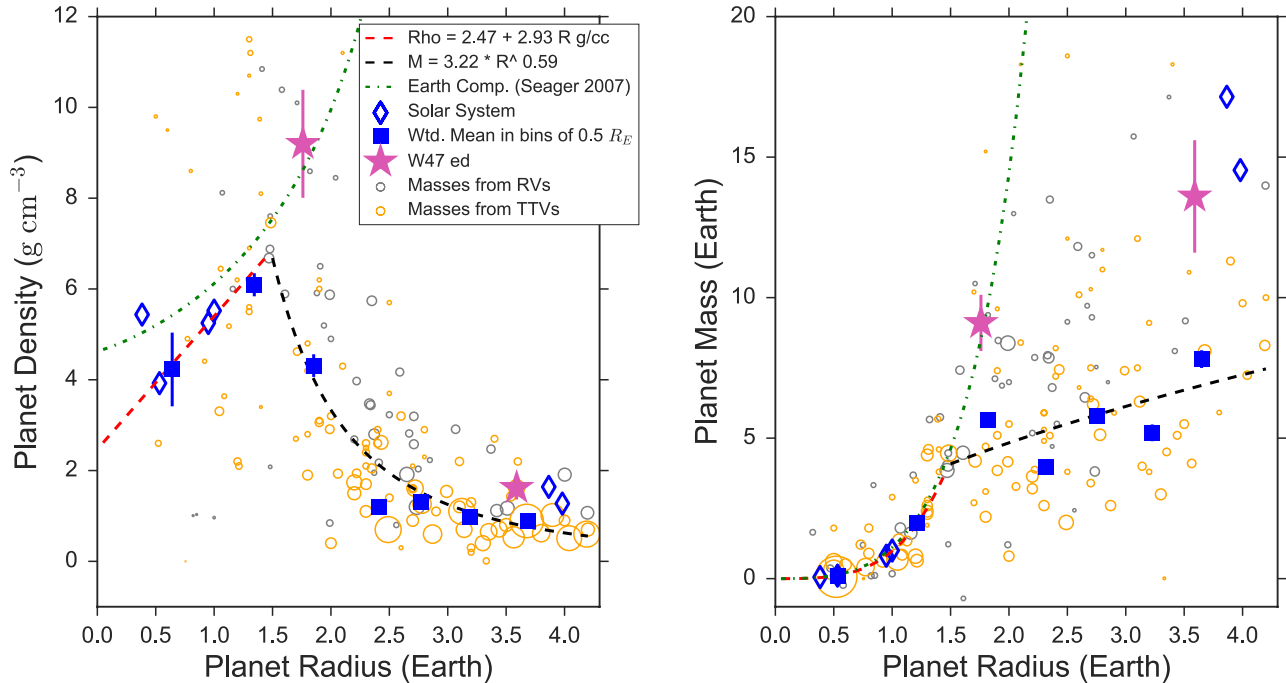 12
10
8
6
4
2
0
Planet Density (g cm⁻³)
0.0 0.5 1.0 1.5 2.0 2.5 3.0 3.5 4.0
Planet Radius (Earth)
Rho = 2.47 + 2.93 R g/cc
M = 3.22 * R^ 0.59
Earth Comp. (Seager 2007)
Solar System
Wtd. Mean in bins of 0.5 R_E
W47 ed
Masses from RVs
Masses from TTVs
20
15
10
5
0
Planet Mass (Earth)
0.0 0.5 1.0 1.5 2.0 2.5 3.0 3.5 4.0
Planet Radius (Earth)